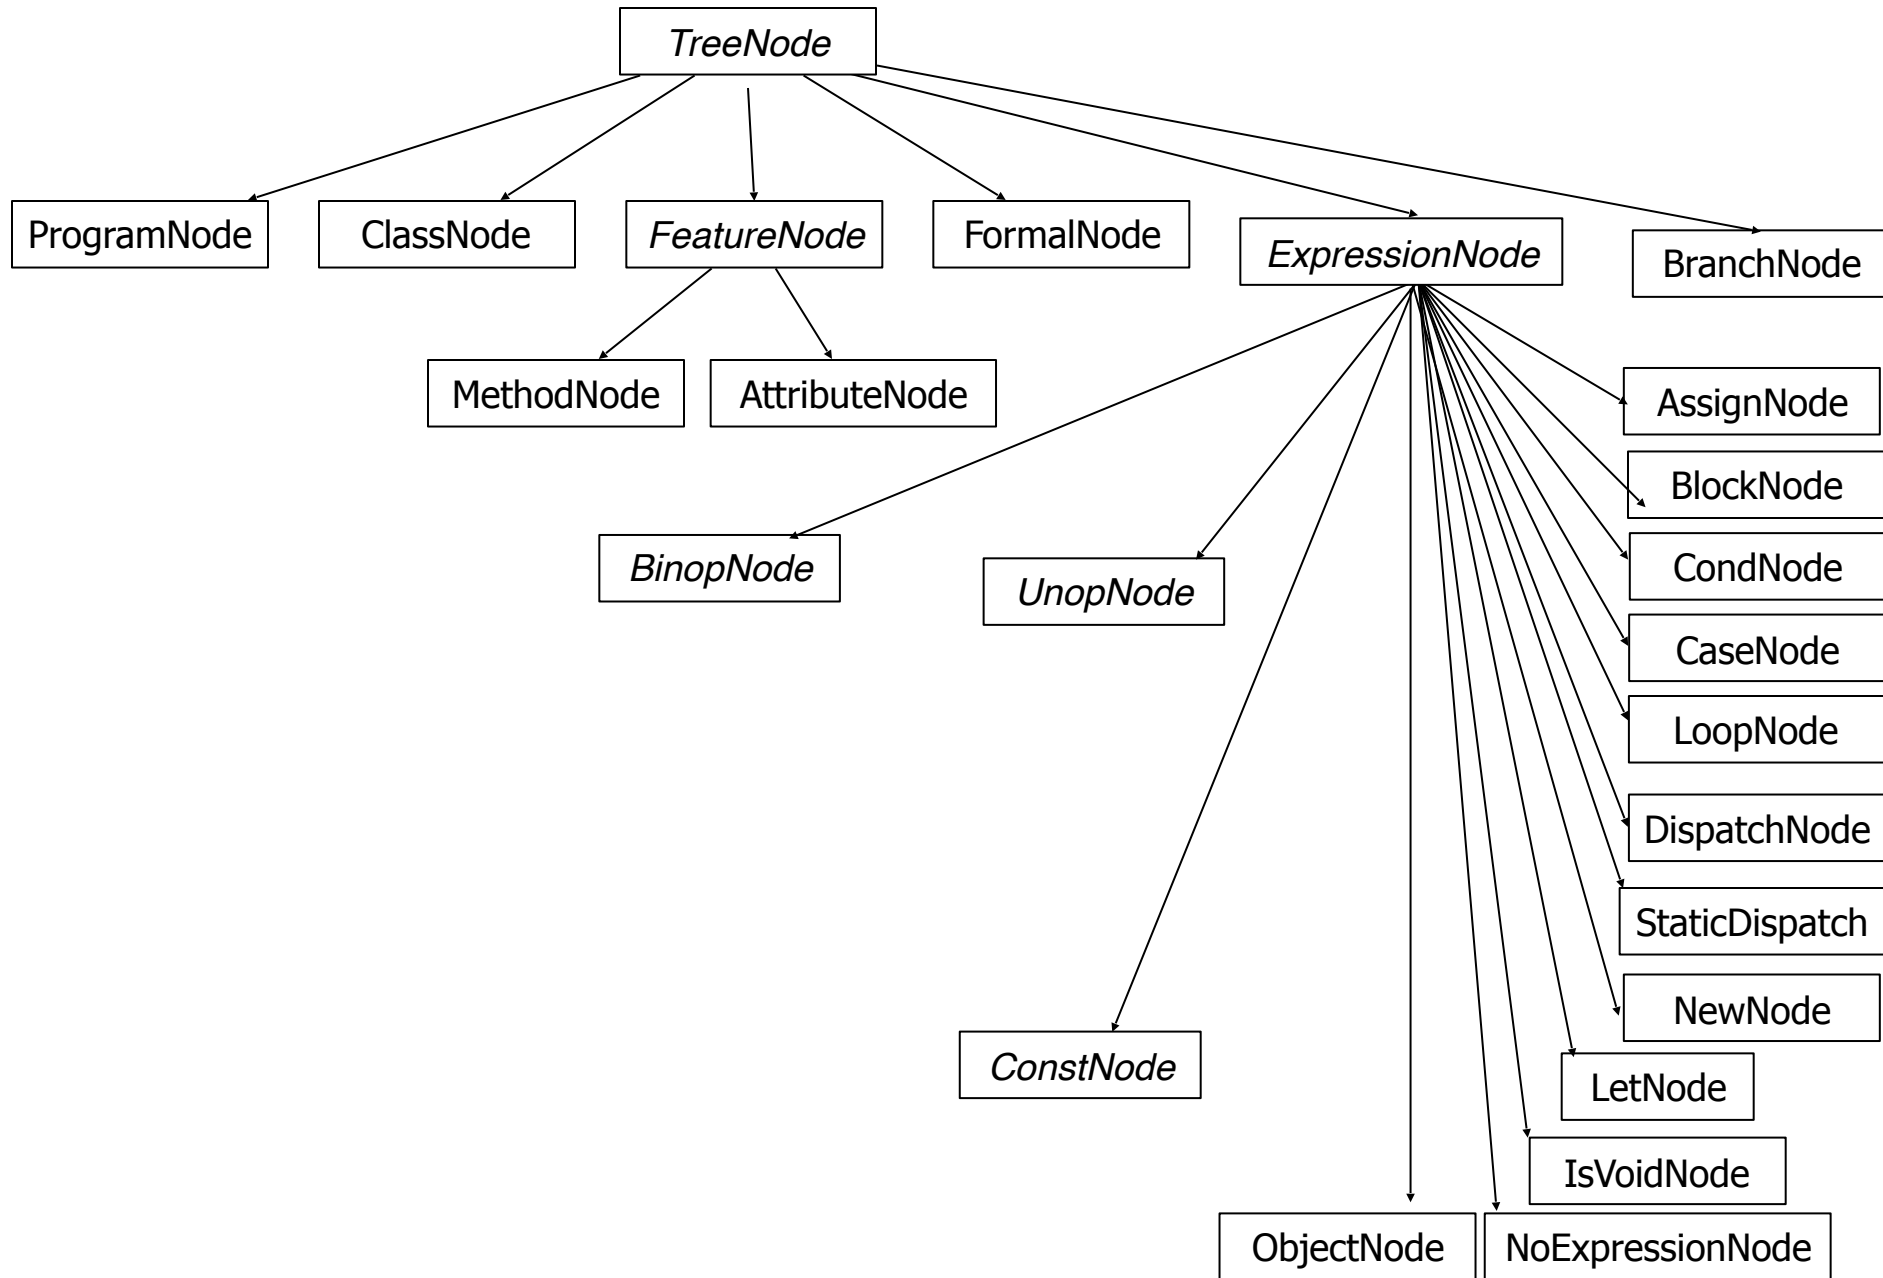 TreeNode
ProgramNode
ClassNode
FeatureNode
FormalNode
ExpressionNode
BranchNode
MethodNode
AttributeNode
AssignNode
BlockNode
BinopNode
UnopNode
CondNode
CaseNode
LoopNode
DispatchNode
StaticDispatch
NewNode
ConstNode
LetNode
IsVoidNode
ObjectNode
NoExpressionNode